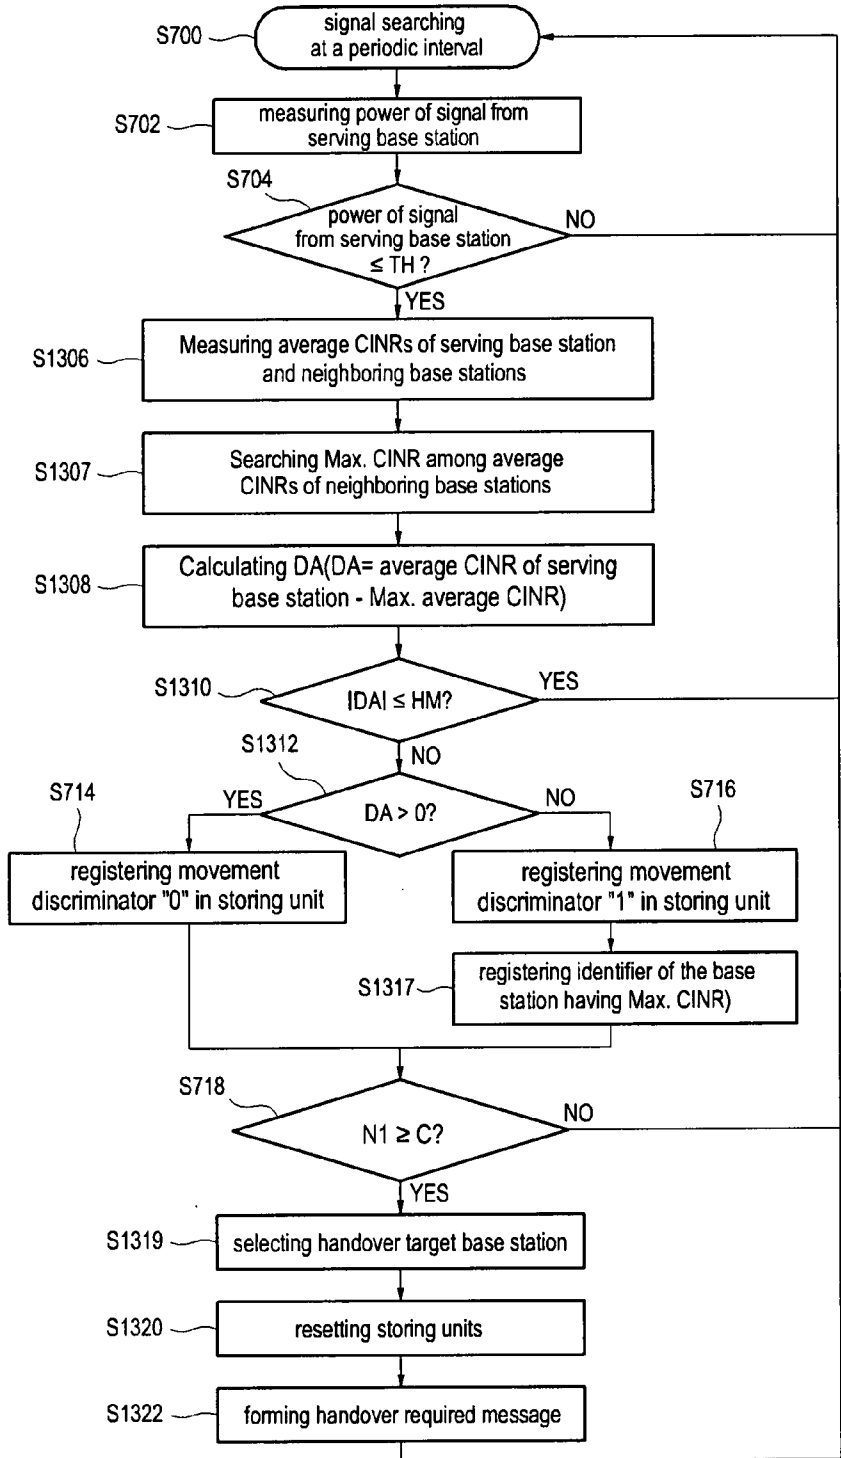 S700
signal searching
at a periodic interval
S702
measuring power of signal from
serving base station
S704
power of signal
from serving base station
≤ TH ?
NO
YES
S1306
Measuring average CINRs of serving base station
and neighboring base stations
S1307
Searching Max. CINR among average
CINRs of neighboring base stations
S1308
Calculating DA(DA= average CINR of serving
base station - Max. average CINR)
S1310
|DA| ≤ HM?
YES
NO
S1312
DA > 0?
YES
NO
S714
registering movement
discriminator "0" in storing unit
S716
registering movement
discriminator "1" in storing unit
S1317
registering identifier of the base
station having Max. CINR)
S718
N1 ≥ C?
NO
YES
S1319
selecting handover target base station
S1320
resetting storing units
S1322
forming handover required message